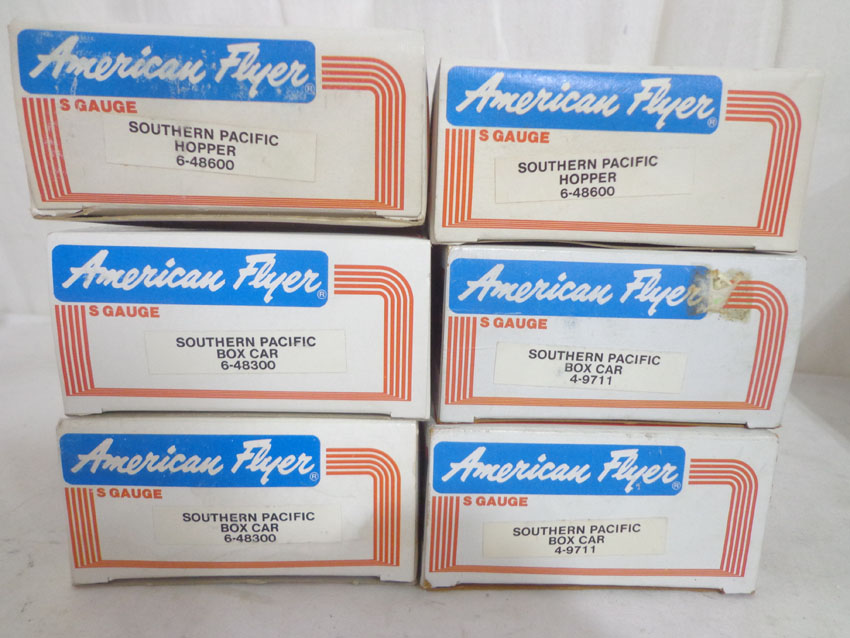 American Flyer®
S GAUGE
SOUTHERN PACIFIC
HOPPER
6-48600
American Flyer®
S GAUGE
SOUTHERN PACIFIC
HOPPER
6-48600
American Flyer®
S GAUGE
SOUTHERN PACIFIC
BOX CAR
6-48300
American Flyer
S GAUGE
SOUTHERN PACIFIC
BOX CAR
4-9711
American Flyer®
S GAUGE
SOUTHERN PACIFIC
BOX CAR
6-48300
American Flyer®
S GAUGE
SOUTHERN PACIFIC
BOX CAR
4-9711